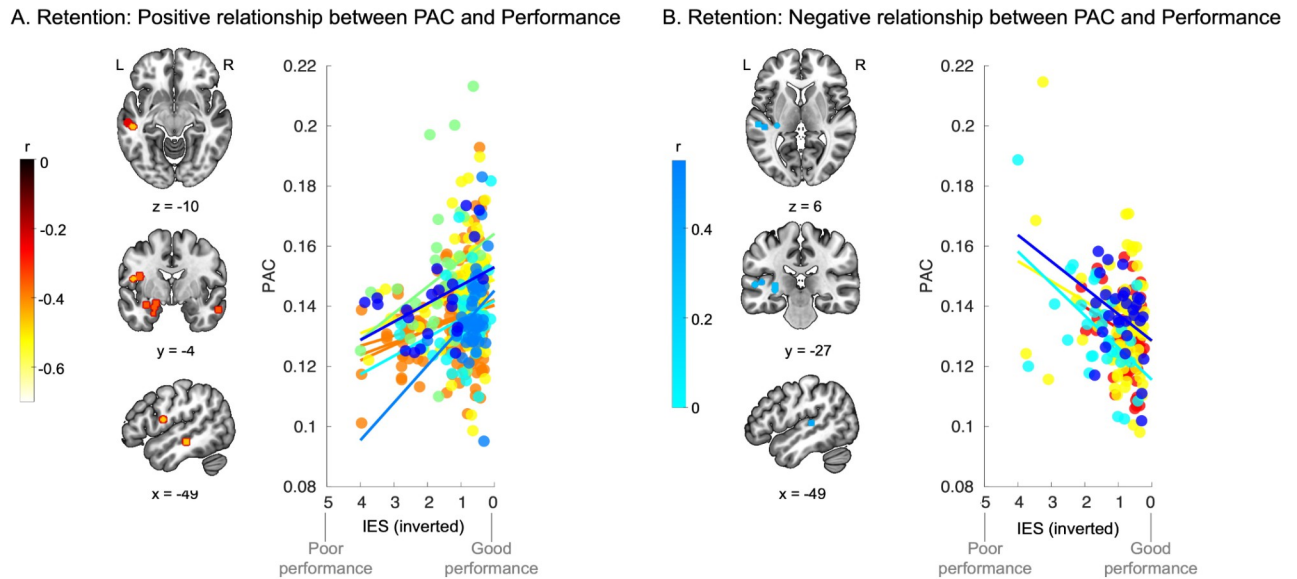 A. Retention: Positive relationship between PAC and Performance
L R
r
0
-0.2
-0.4
-0.6
z = -10
y = -4
x = -49
PAC
0.22
0.2
0.18
0.16
0.14
0.12
0.1
0.08
5 4 3 2 1 0
IES (inverted)
Poor performance
Good performance
B. Retention: Negative relationship between PAC and Performance
L R
r
0.4
0.2
0
z = 6
y = -27
x = -49
PAC
0.22
0.2
0.18
0.16
0.14
0.12
0.1
0.08
5 4 3 2 1 0
IES (inverted)
Poor performance
Good performance